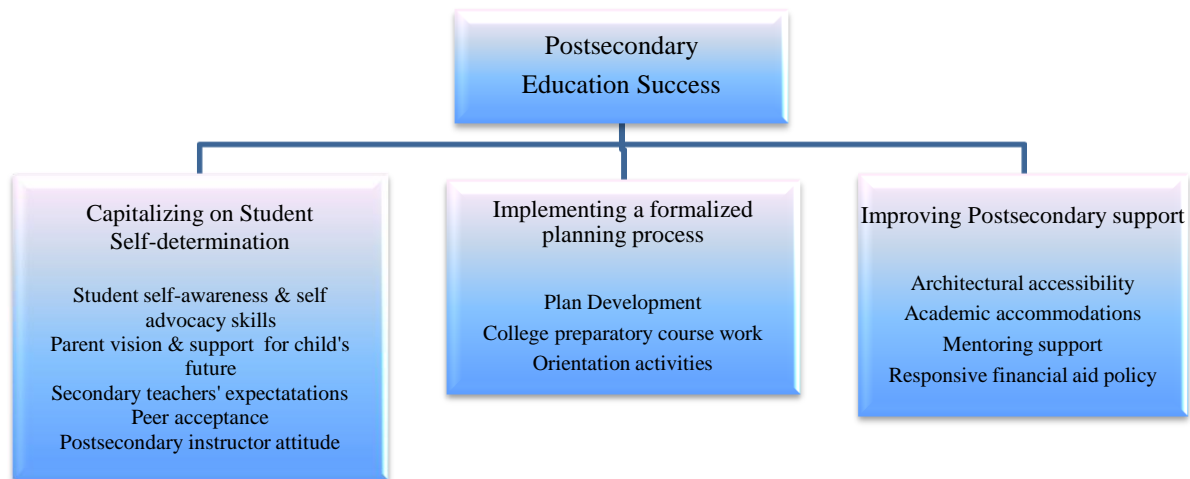 Postsecondary
Education Success
Capitalizing on Student
Self-determination
Student self-awareness & self
advocacy skills
Parent vision & support for child's
future
Secondary teachers' expectatations
Peer acceptance
Postsecondary instructor attitude
Implementing a formalized
planning process
Plan Development
College preparatory course work
Orientation activities
Improving Postsecondary support
Architectural accessibility
Academic accommodations
Mentoring support
Responsive financial aid policy